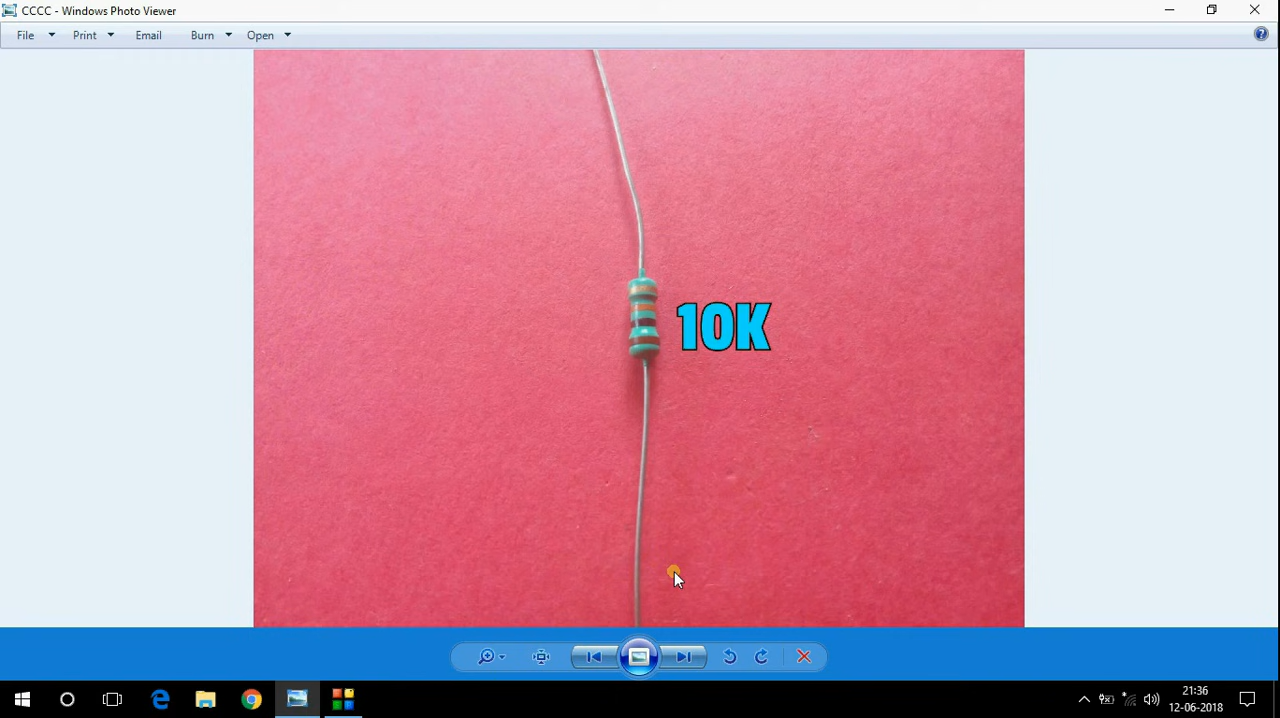 CCCC - Windows Photo Viewer
File Print Email Burn Open
10K
21:36
12-06-2018